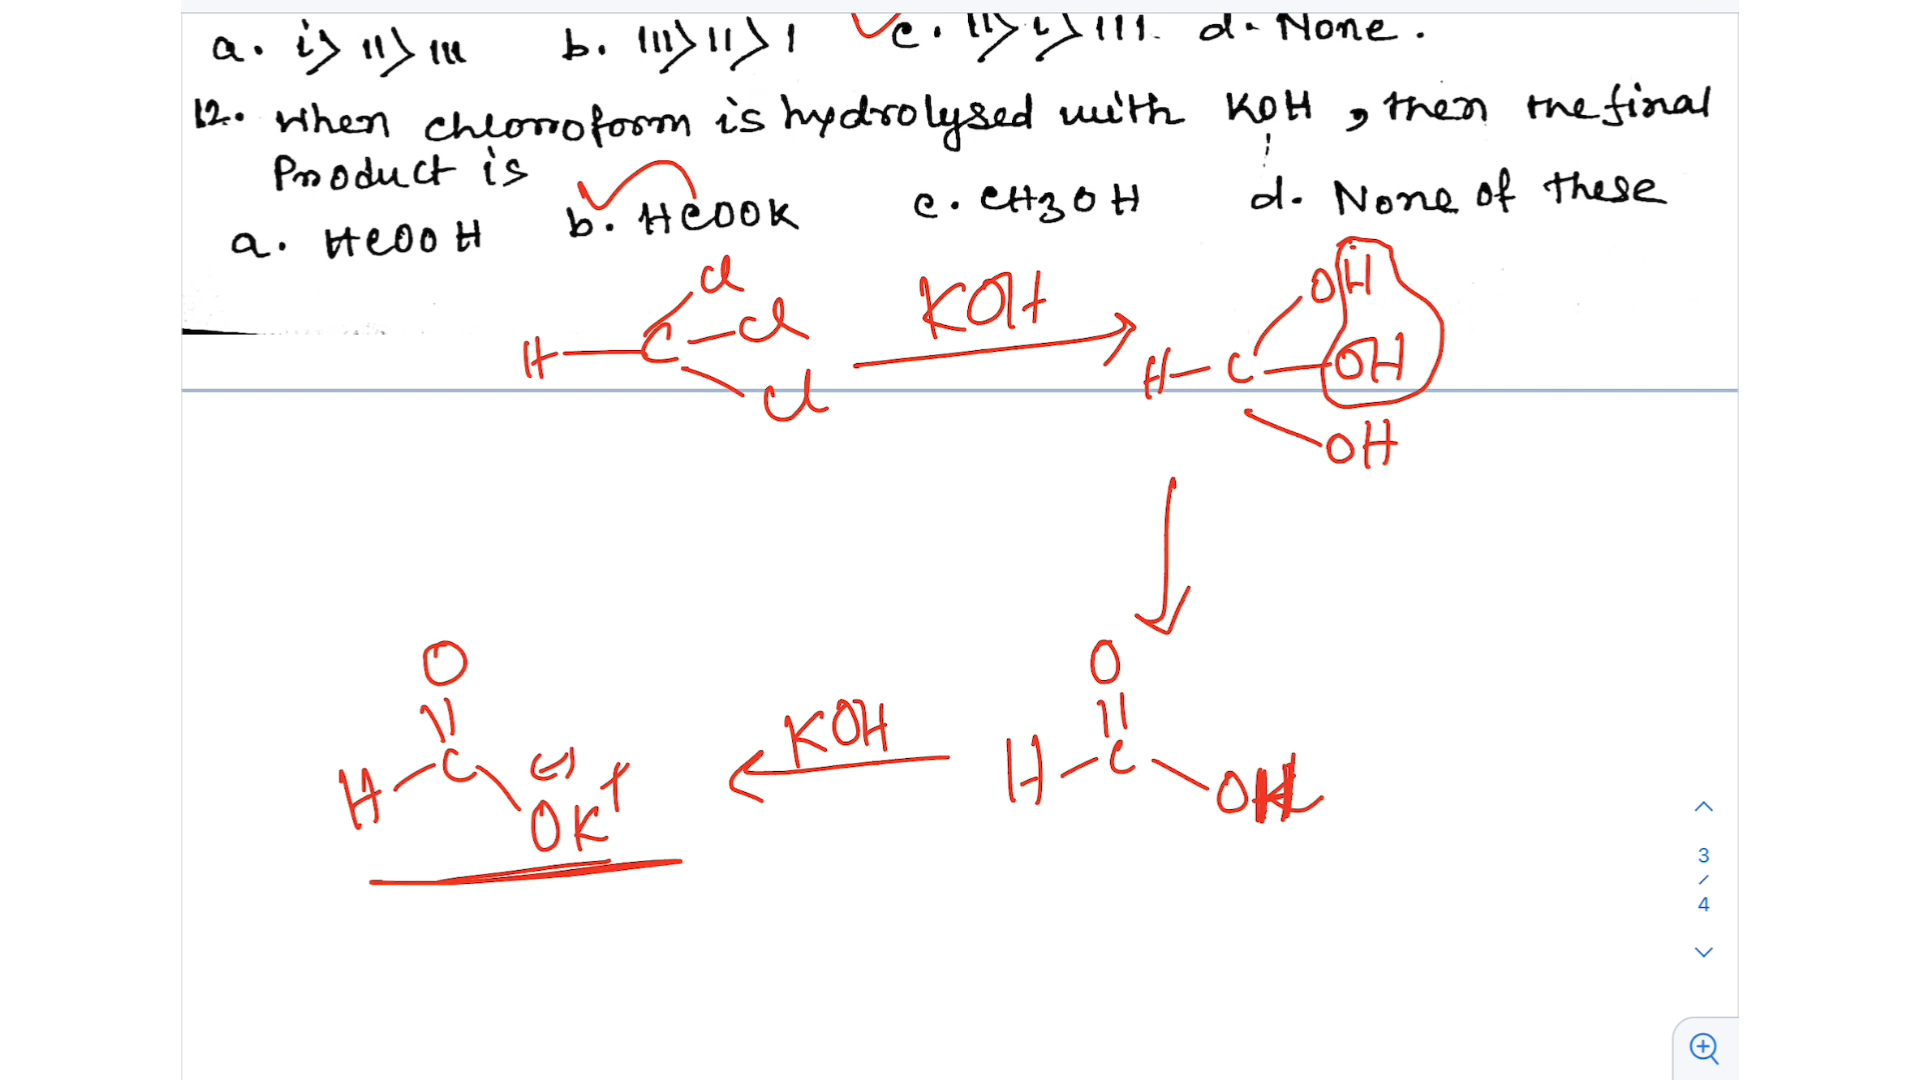 a. i > ii > iii b. iii > ii > i c. ii > i > iii. d. None.
12. When chloroform is hydrolysed with KOH, then the final
Product is
a. HCOOH b. HCOOK c. CH3OH d. None of these
Cl
H C Cl
Cl
KOH
OH
H C OH
OH
O
H C OH
KOH
O
H C (-) +
OK
3
/
4